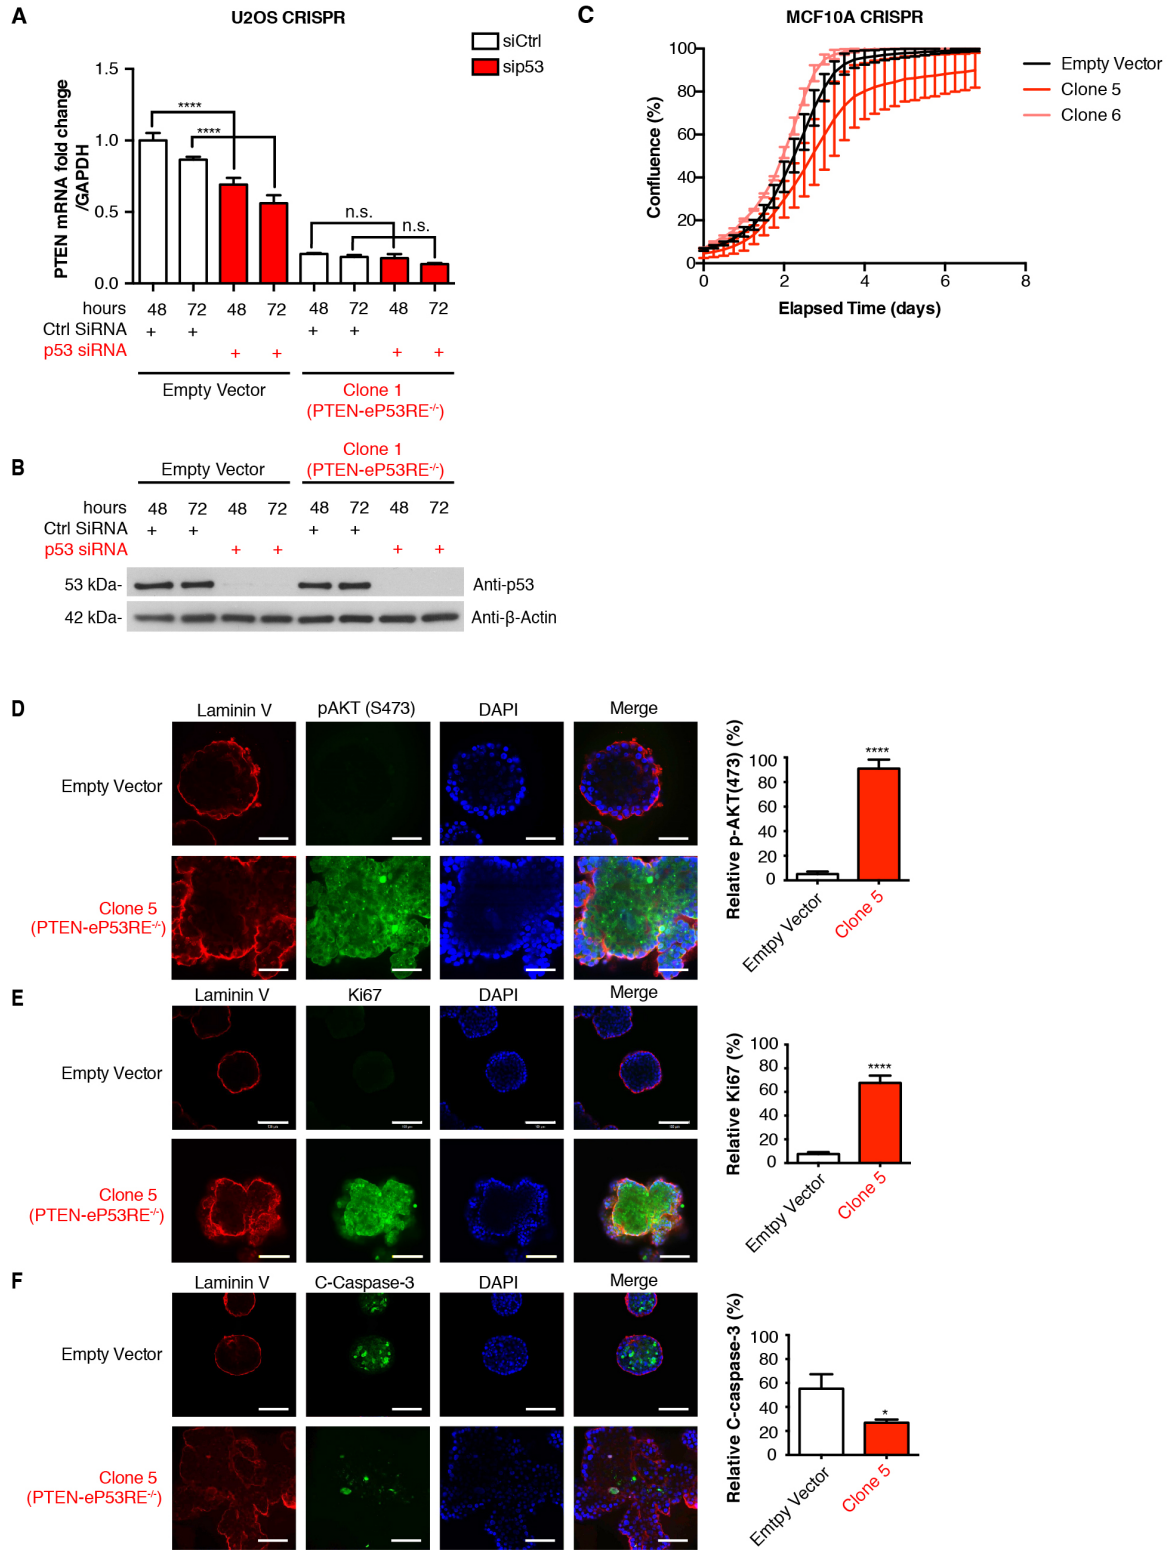 A
U2OS CRISPR
siCtrl
sip53
PTEN mRNA fold change
/GAPDH
1.5
1.0
0.5
0.0
****
****
n.s.
n.s.
hours 48 72 48 72 48 72 48 72
Ctrl SiRNA + + + +
p53 siRNA + + + +
Empty Vector
Clone 1
(PTEN-eP53RE-/-)
B
Empty Vector
Clone 1
(PTEN-eP53RE-/-)
hours 48 72 48 72 48 72 48 72
Ctrl SiRNA + + + +
p53 siRNA + + + +
53 kDa- Anti-p53
42 kDa- Anti-β-Actin
C
MCF10A CRISPR
Confluence (%)
100
80
60
40
20
0
0 2 4 6 8
Elapsed Time (days)
Empty Vector
Clone 5
Clone 6
D
Laminin V pAKT (S473) DAPI Merge
Empty Vector
Clone 5
(PTEN-eP53RE-/-)
Relative p-AKT(473) (%)
100
80
60
40
20
0
****
Emtpy Vector
Clone 5
E
Laminin V Ki67 DAPI Merge
Empty Vector
Clone 5
(PTEN-eP53RE-/-)
Relative Ki67 (%)
100
80
60
40
20
0
****
Emtpy Vector
Clone 5
F
Laminin V C-Caspase-3 DAPI Merge
Empty Vector
Clone 5
(PTEN-eP53RE-/-)
Relative C-caspase-3 (%)
100
80
60
40
20
0
*
Emtpy Vector
Clone 5